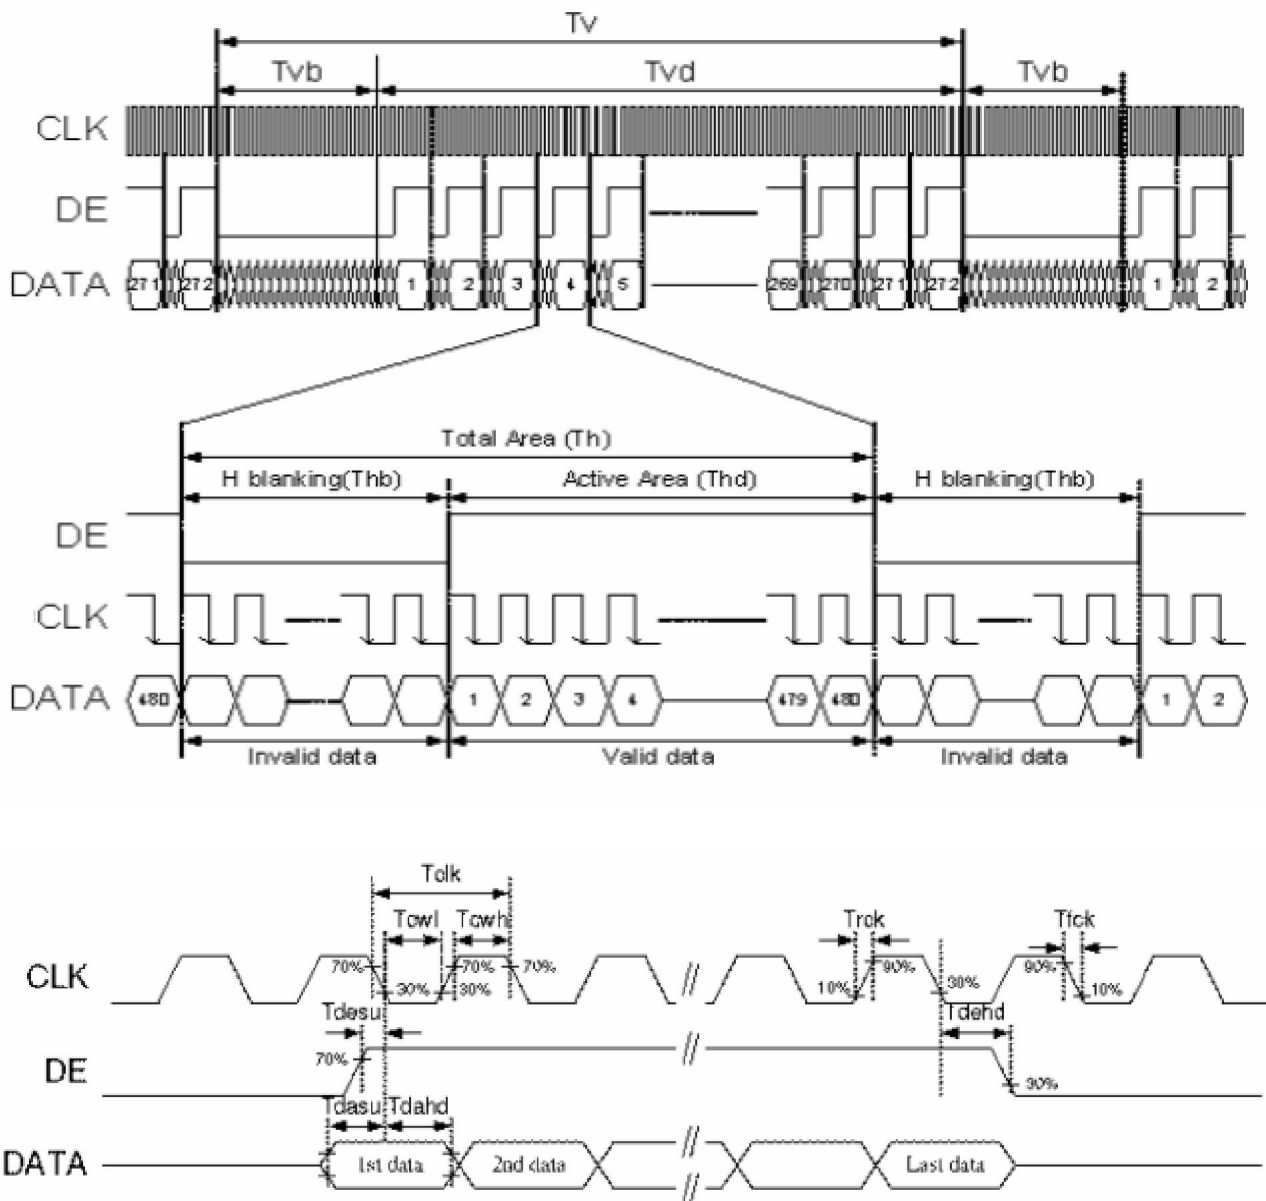 Tv
Tvb Tvd Tvb
CLK
DE
DATA 271 272 1 2 3 4 5 269 270 271 272 1 2
Total Area (Th)
H blanking(Thb) Active Area (Thd) H blanking(Thb)
DE
CLK
DATA 480 1 2 3 4 479 480 1 2
Invalid data Valid data Invalid data
Tclk
Tcwl Tcwh Trck Tfck
CLK 70% 70% 70% 90% 30% 90%
30% 30% 10% 10%
Tdesu Tdehd
DE 70% 30%
Tdasu Tdahd
DATA 1st data 2nd data Last data